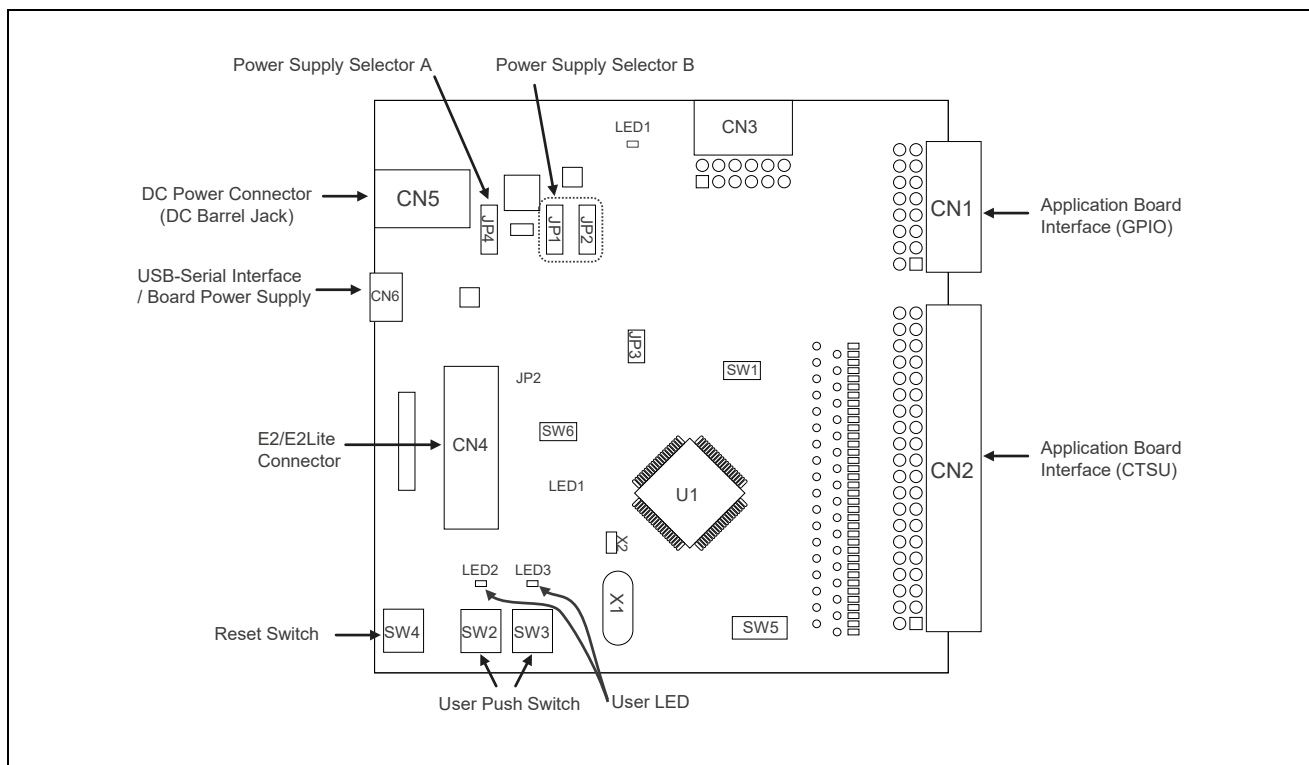 Power Supply Selector A
Power Supply Selector B
LED1
CN3
DC Power Connector
(DC Barrel Jack)
CN5
JP4
JP1
JP2
CN1
Application Board
Interface (GPIO)
USB-Serial Interface
/ Board Power Supply
CN6
JP3
SW1
JP2
E2/E2Lite
Connector
CN4
SW6
LED1
U1
CN2
Application Board
Interface (CTSU)
X2
LED2
LED3
X1
Reset Switch
SW4
SW2
SW3
SW5
User Push Switch
User LED